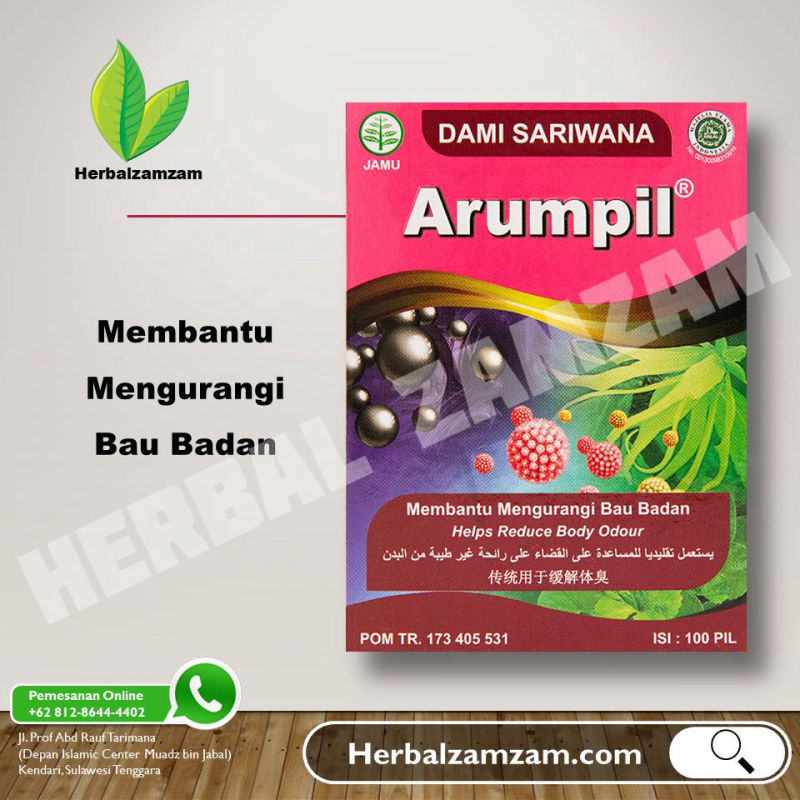 Herbalzamzam
Membantu
Mengurangi
Bau Badan
JAMU
DAMI SARIWANA
MAJELIS ULAMA INDONESIA
Arumpil®
Membantu Mengurangi Bau Badan
Helps Reduce Body Odour
يستعمل تقليديا للمساعدة على القضاء على رائحة غير طيبة من البدن
传统用于缓解体臭
POM TR. 173 405 531
ISI : 100 PIL
HERBAL ZAMZAM
Pemesanan Online
+62 812-8644-4402
Jl. Prof Abd Rauf Tarimana
(Depan Islamic Center Muadz bin Jabal)
Kendari, Sulawesi Tenggara
Herbalzamzam.com